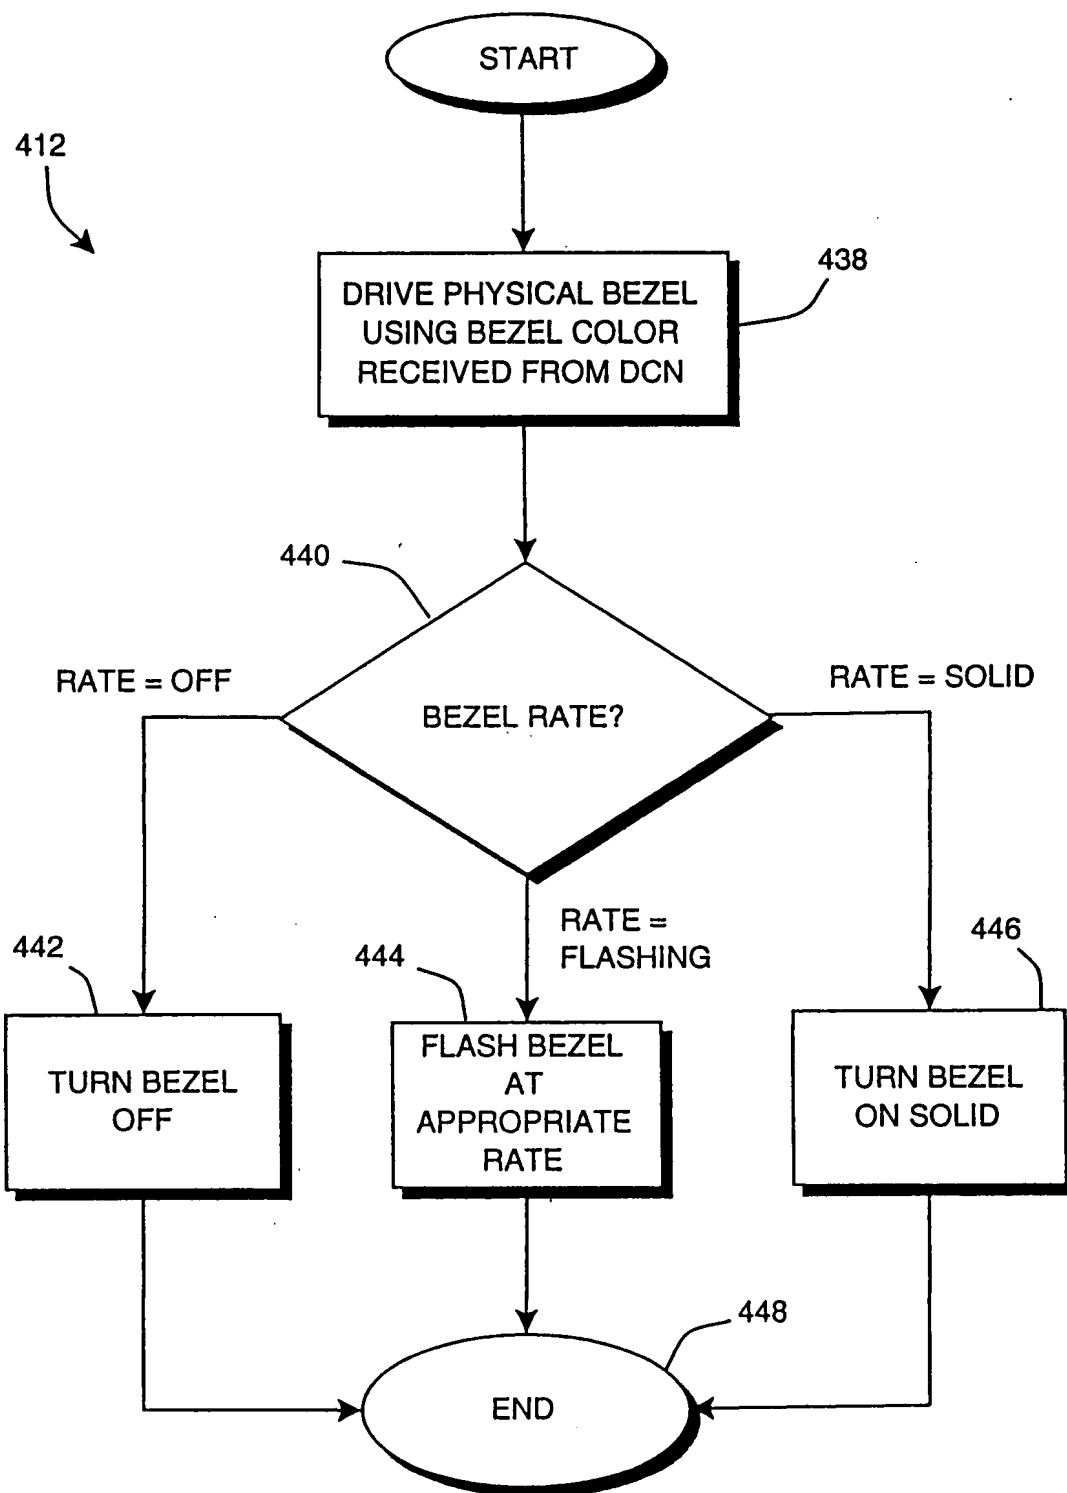 START
412
438
DRIVE PHYSICAL BEZEL
USING BEZEL COLOR
RECEIVED FROM DCN
440
RATE = OFF
RATE = SOLID
BEZEL RATE?
RATE =
FLASHING
442
444
446
TURN BEZEL
OFF
FLASH BEZEL
AT
APPROPRIATE
RATE
TURN BEZEL
ON SOLID
448
END